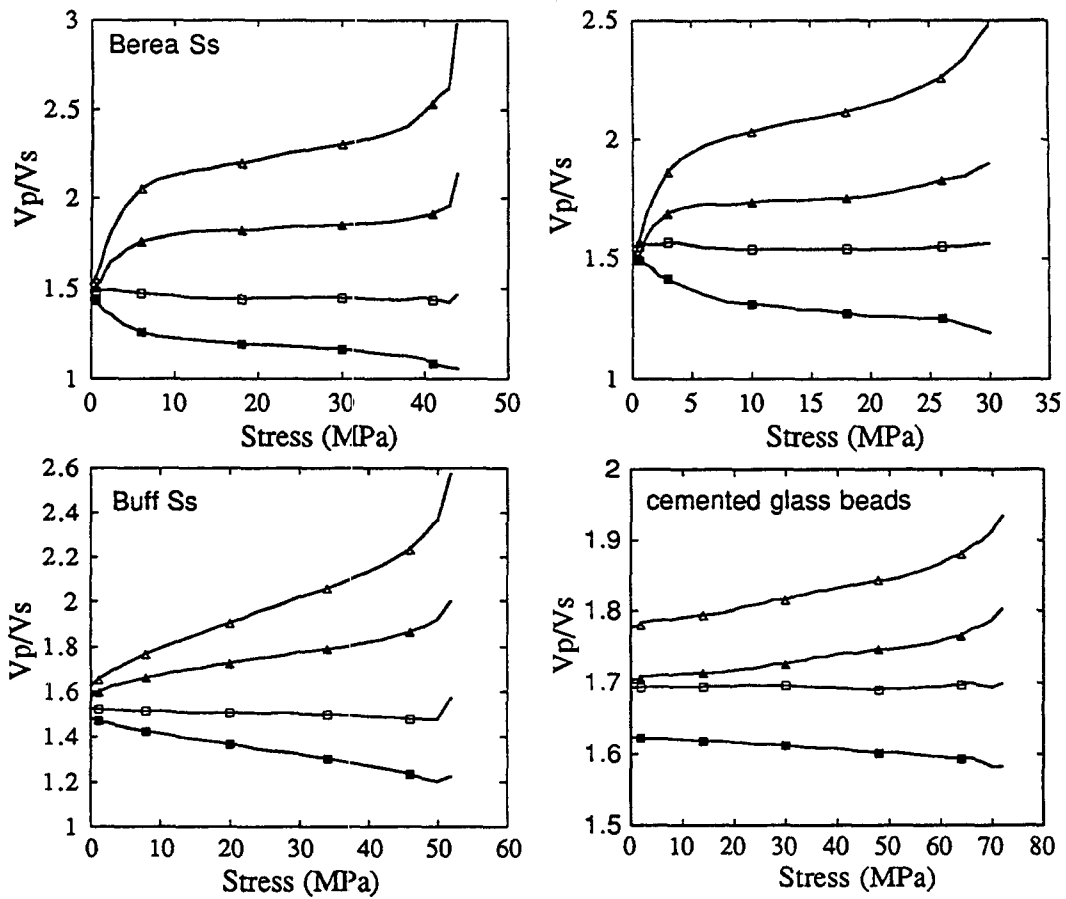 Berea Ss
Vp/Vs
3
2.5
2
1.5
1
0 10 20 30 40 50
Stress (MPa)
Vp/Vs
2.5
2
1.5
1
0 5 10 15 20 25 30 35
Stress (MPa)
Buff Ss
Vp/Vs
2.6
2.4
2.2
2
1.8
1.6
1.4
1.2
1
0 10 20 30 40 50 60
Stress (MPa)
cemented glass beads
Vp/Vs
2
1.9
1.8
1.7
1.6
1.5
0 10 20 30 40 50 60 70 80
Stress (MPa)